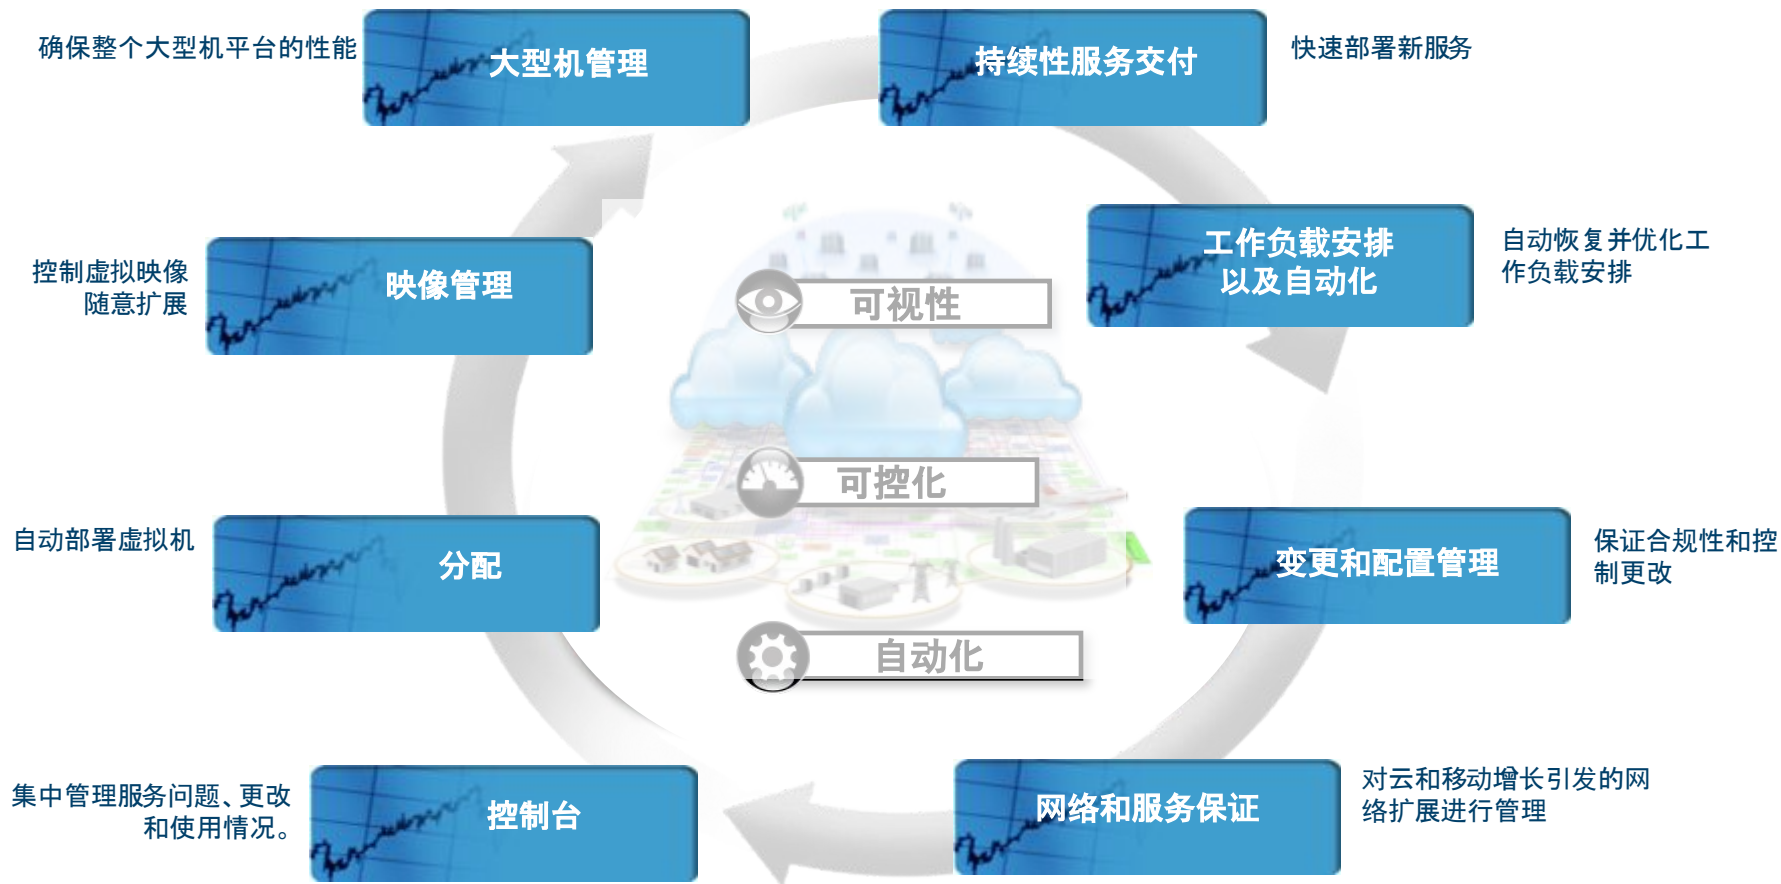 确保整个大型机平台的性能
大型机管理
持续性服务交付
快速部署新服务
工作负载安排
以及自动化
自动恢复并优化工
作负载安排
控制虚拟映像
随意扩展
映像管理
可视性
可控化
自动部署虚拟机
分配
变更和配置管理
保证合规性和控
制更改
自动化
集中管理服务问题、更改
和使用情况。
控制台
网络和服务保证
对云和移动增长引发的网
络扩展进行管理